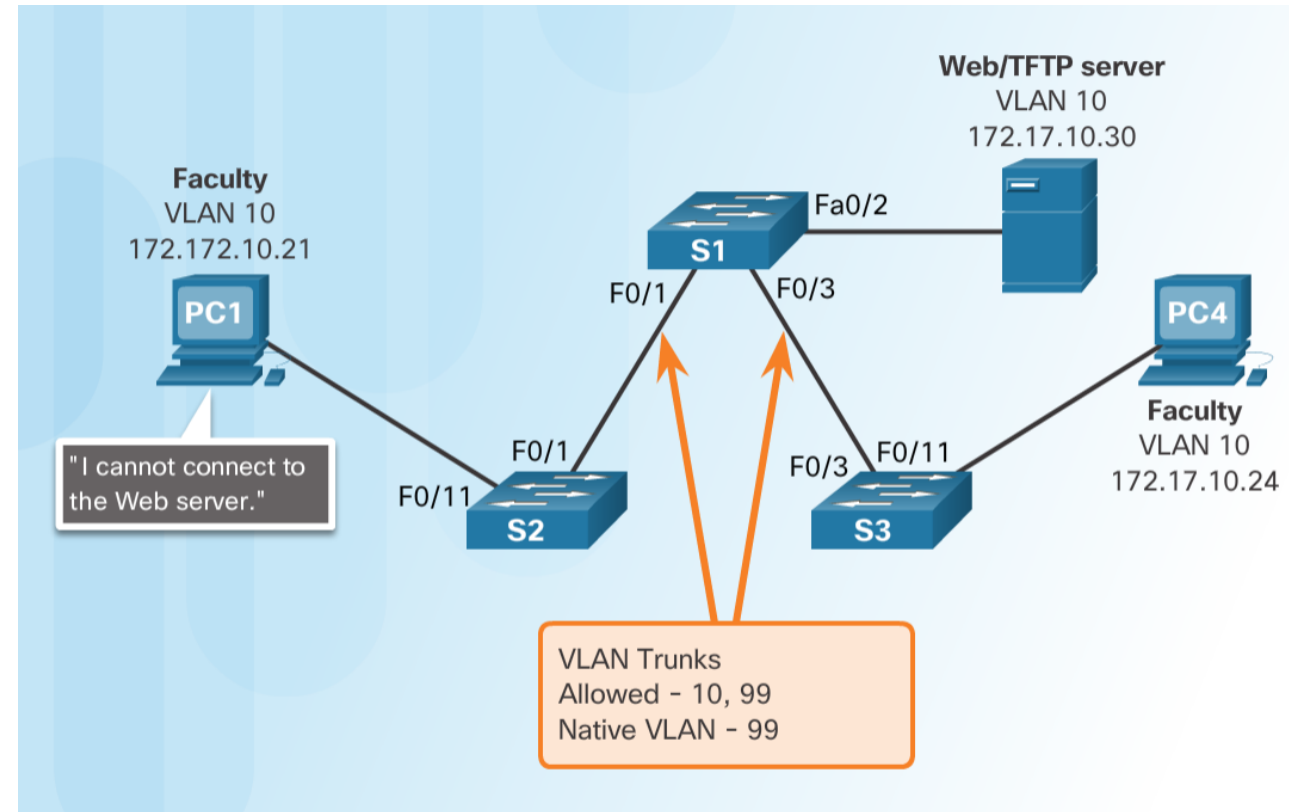 Web/TFTP server
VLAN 10
172.17.10.30
Faculty
VLAN 10
172.172.10.21
PC1
"I cannot connect to
the Web server."
S1
Fa0/2
F0/1
F0/3
PC4
Faculty
VLAN 10
172.17.10.24
F0/1
F0/11
S2
F0/3
F0/11
S3
VLAN Trunks
Allowed - 10, 99
Native VLAN - 99